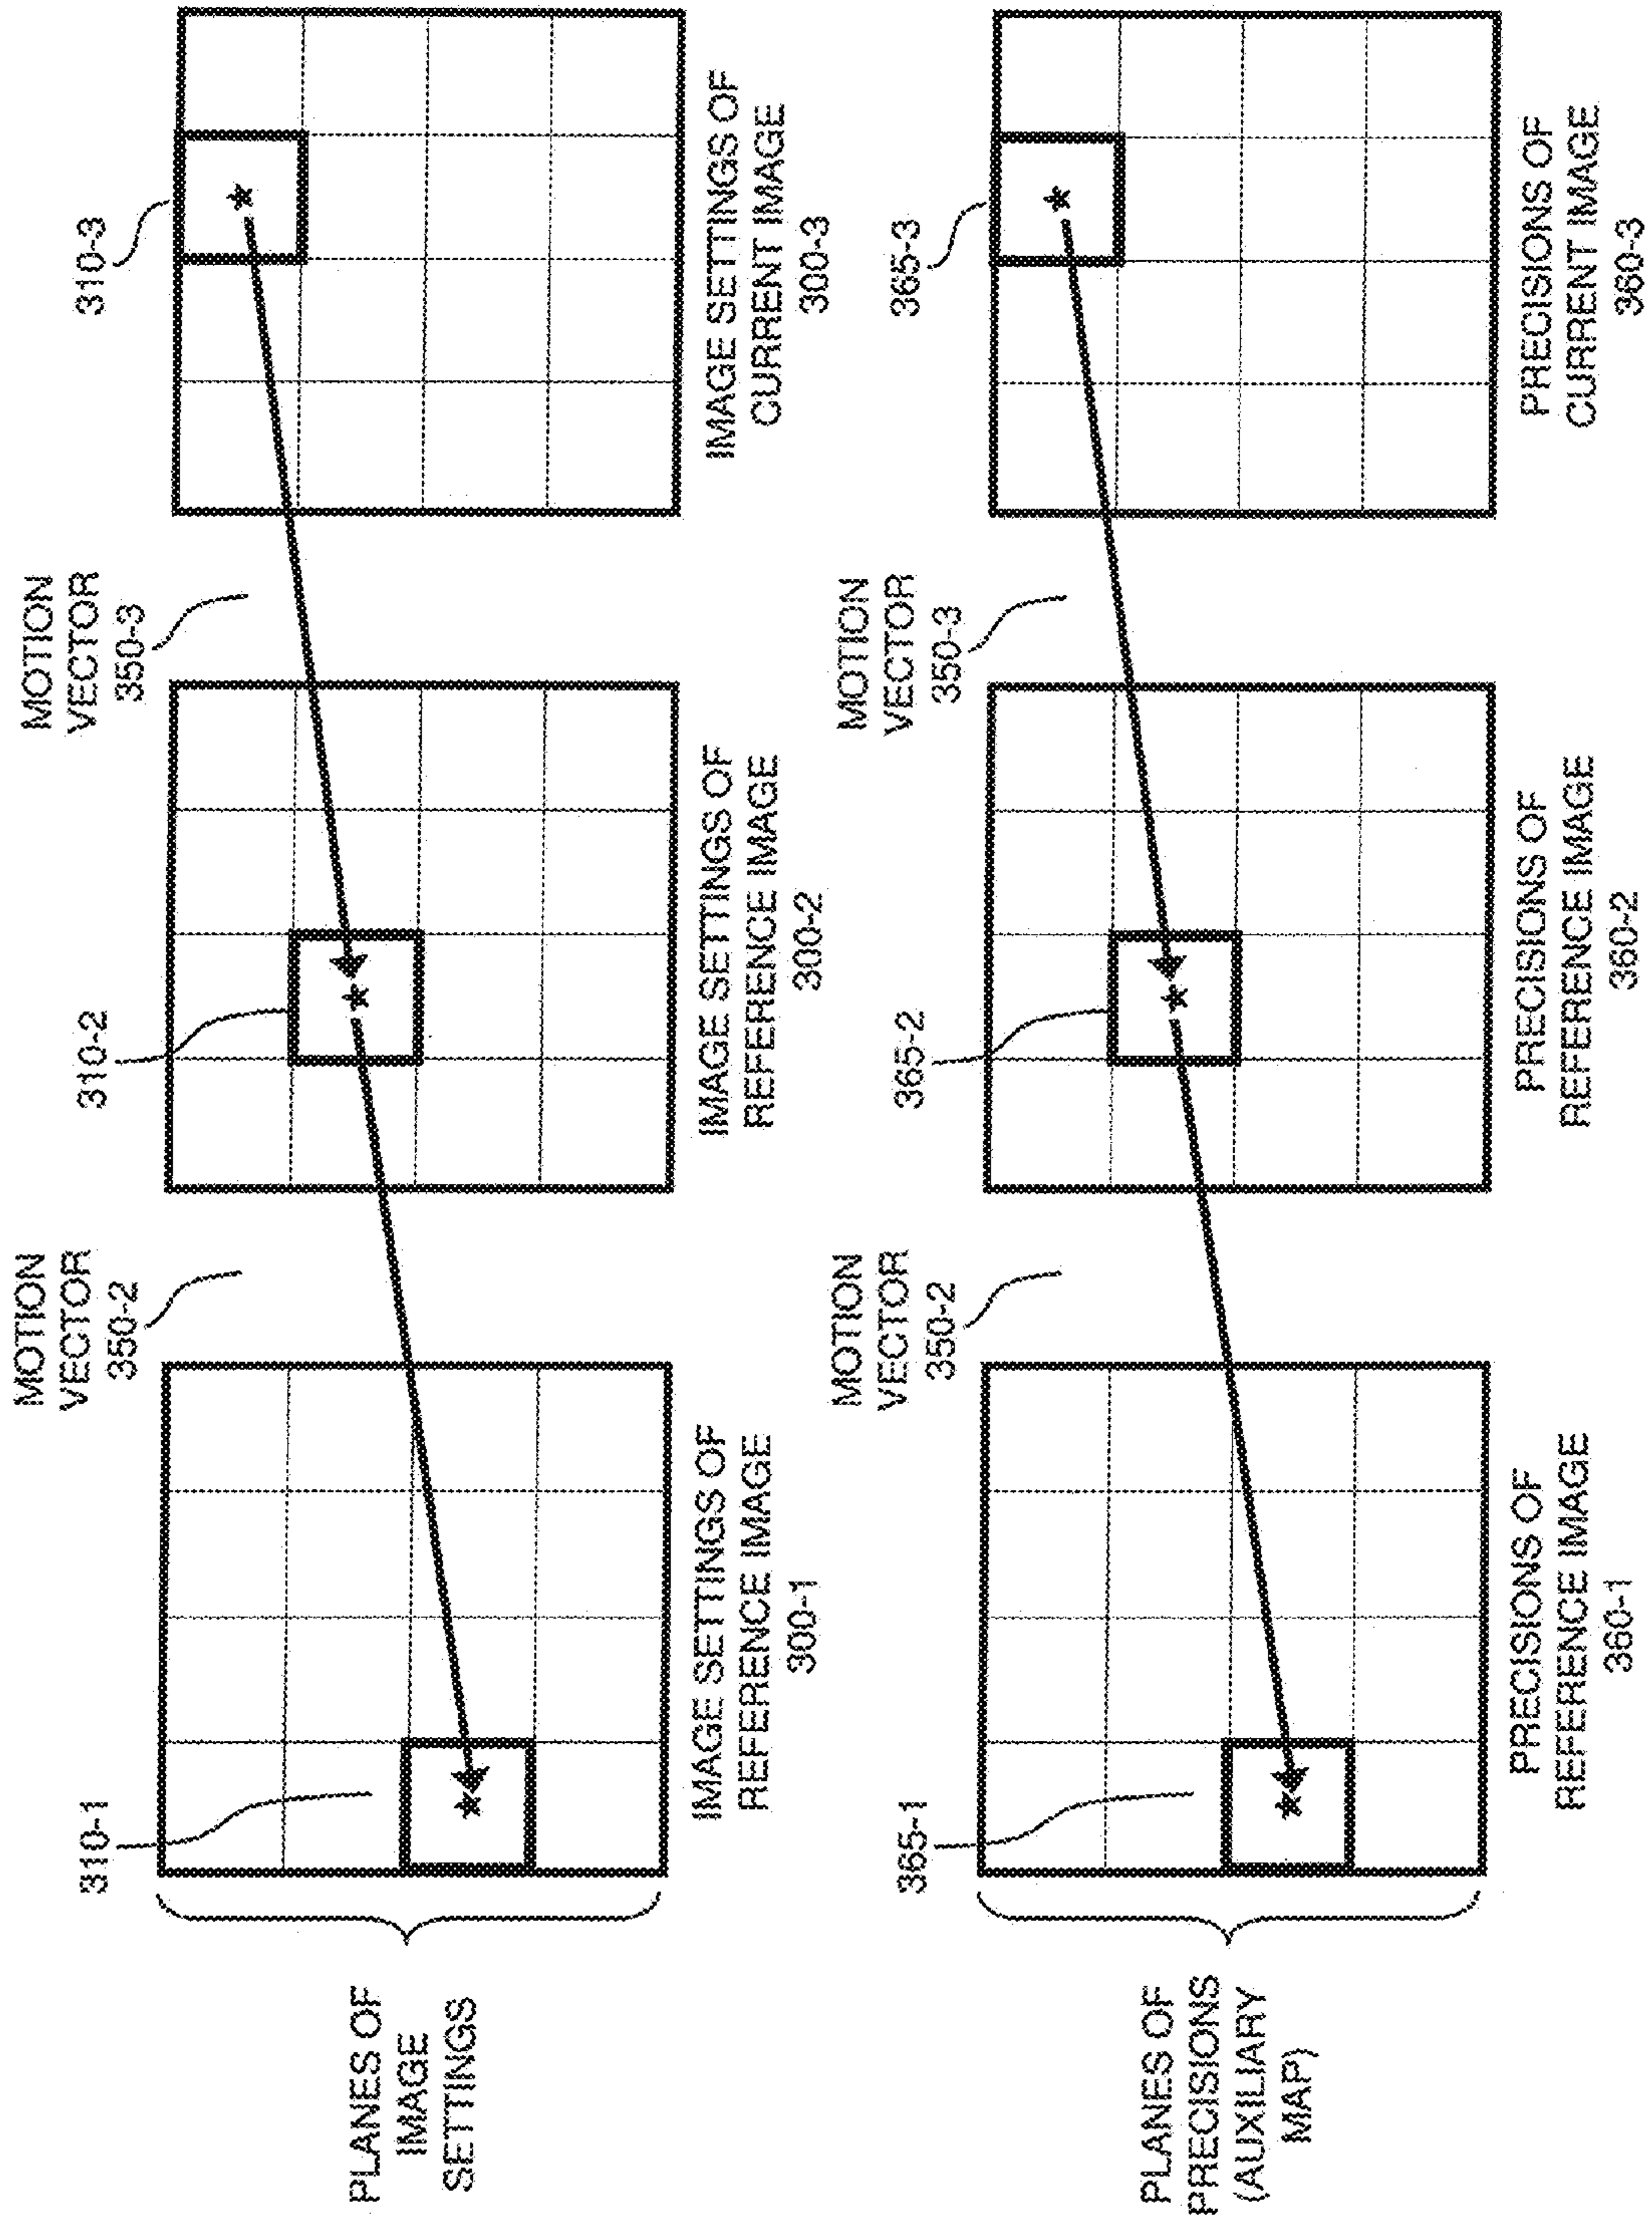 PLANES OF
IMAGE
SETTINGS
310-1
IMAGE SETTINGS OF
REFERENCE IMAGE
300-1
MOTION
VECTOR
350-2
310-2
IMAGE SETTINGS OF
REFERENCE IMAGE
300-2
MOTION
VECTOR
350-3
310-3
IMAGE SETTINGS OF
CURRENT IMAGE
300-3
PLANES OF
PRECISIONS
(AUXILIARY
MAP)
365-1
PRECISIONS OF
REFERENCE IMAGE
360-1
MOTION
VECTOR
350-2
365-2
PRECISIONS OF
REFERENCE IMAGE
360-2
MOTION
VECTOR
350-3
365-3
PRECISIONS OF
CURRENT IMAGE
360-3